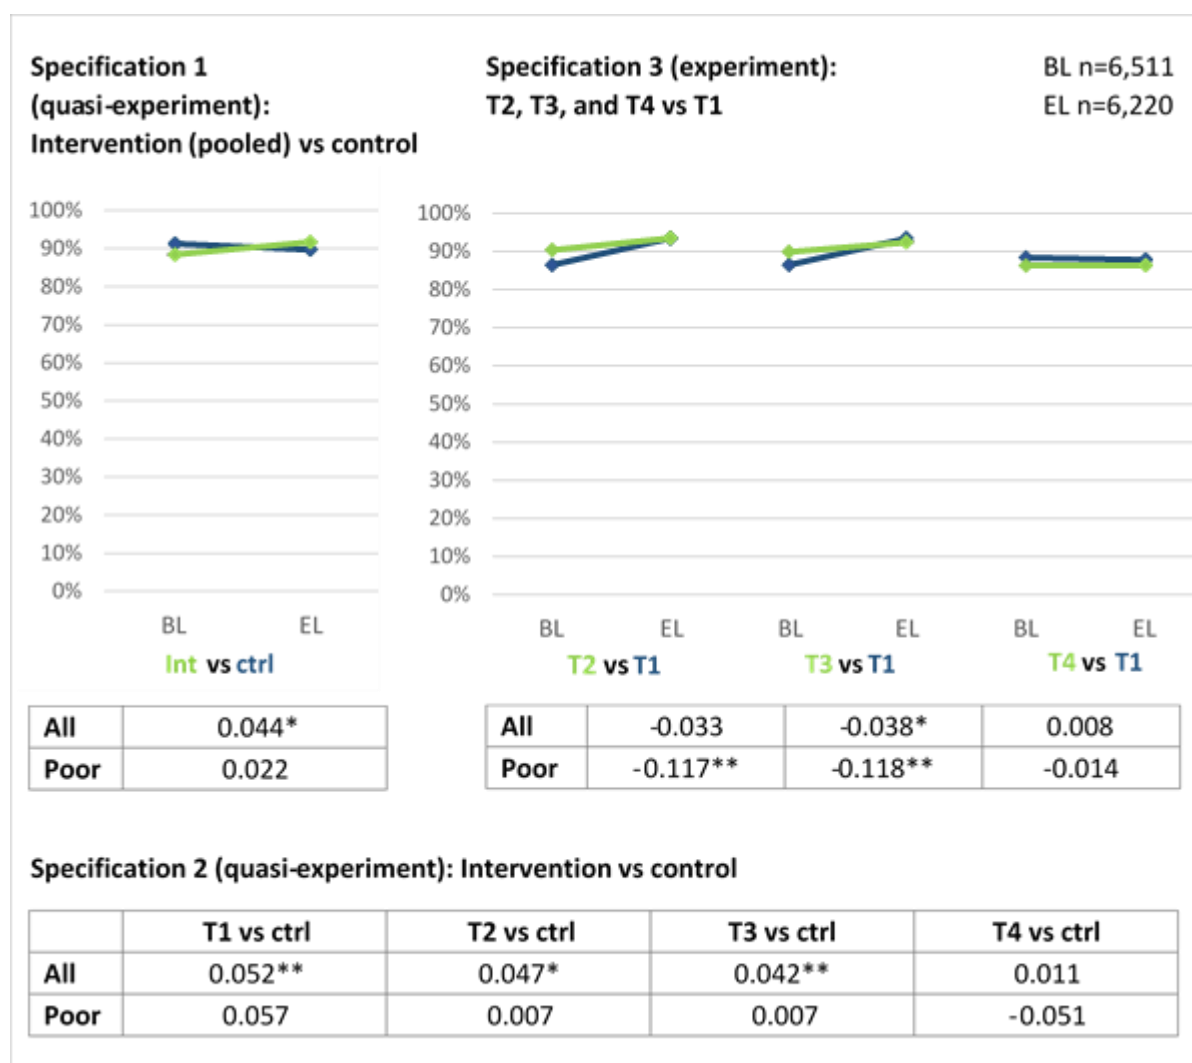 Specification 1
(quasi-experiment):
Intervention (pooled) vs control
Specification 3 (experiment):
T2, T3, and T4 vs T1
BL n=6,511
EL n=6,220
100%
90%
80%
70%
60%
50%
40%
30%
20%
10%
0%
BL EL
Int vs ctrl
100%
90%
80%
70%
60%
50%
40%
30%
20%
10%
0%
BL EL BL EL BL EL
T2 vs T1 T3 vs T1 T4 vs T1
All 0.044*
Poor 0.022
All -0.033 -0.038* 0.008
Poor -0.117** -0.118** -0.014
Specification 2 (quasi-experiment): Intervention vs control
T1 vs ctrl T2 vs ctrl T3 vs ctrl T4 vs ctrl
All 0.052** 0.047* 0.042** 0.011
Poor 0.057 0.007 0.007 -0.051